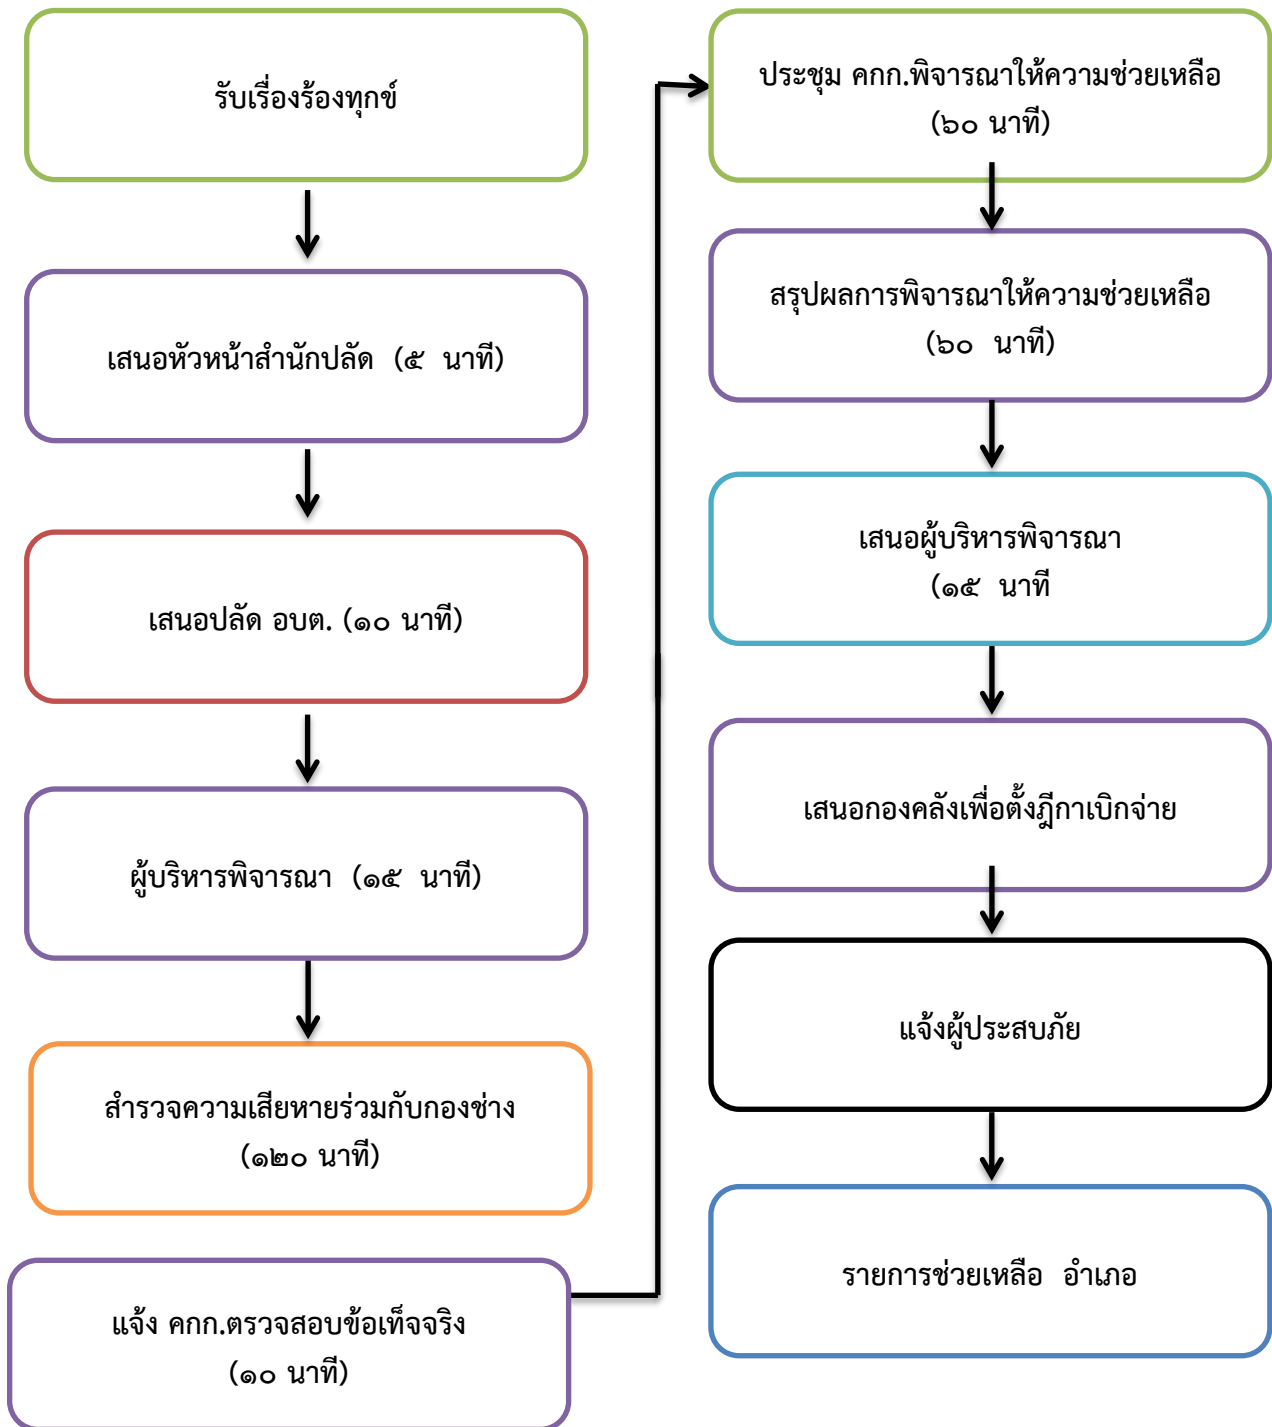 รับเรื่องร้องทุกข์
เสนอหัวหน้าสำนักปลัด (๕ นาที)
เสนอปลัด อบต. (๑๐ นาที)
ผู้บริหารพิจารณา (๑๕ นาที)
สำรวจความเสียหายร่วมกับกองช่าง
(๑๒๐ นาที)
แจ้ง คกก.ตรวจสอบข้อเท็จจริง
(๑๐ นาที)
ประชุม คกก.พิจารณาให้ความช่วยเหลือ
(๖๐ นาที)
สรุปผลการพิจารณาให้ความช่วยเหลือ
(๖๐ นาที)
เสนอผู้บริหารพิจารณา
(๑๕ นาที
เสนอกองคลังเพื่อตั้งฎีกาเบิกจ่าย
แจ้งผู้ประสบภัย
รายการช่วยเหลือ อำเภอ